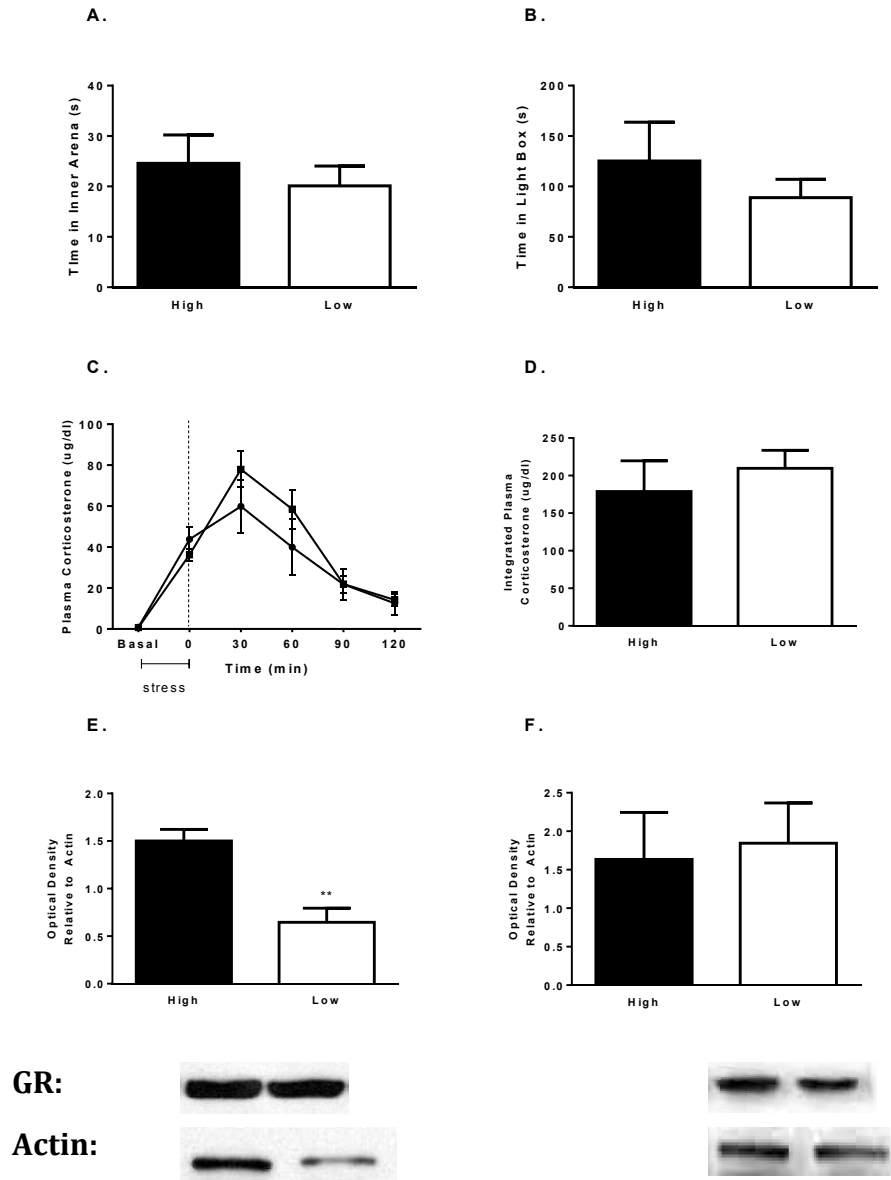 A.
Time in Inner Arena (s)
40
30
20
10
0
High Low
B.
Time in Light Box (s)
200
150
100
50
0
High Low
C.
Plasma Corticosterone (ug/dl)
100
80
60
40
20
0
Basal 0 30 60 90 120
Time (min)
stress
D.
Integrated Plasma
Corticosterone (ug/dl)
250
200
150
100
50
0
High Low
E.
Optical Density
Relative to Actin
2.0
1.5
1.0
0.5
0.0
**
High Low
F.
Optical Density
Relative to Actin
2.5
2.0
1.5
1.0
0.5
0.0
High Low
GR:
Actin: